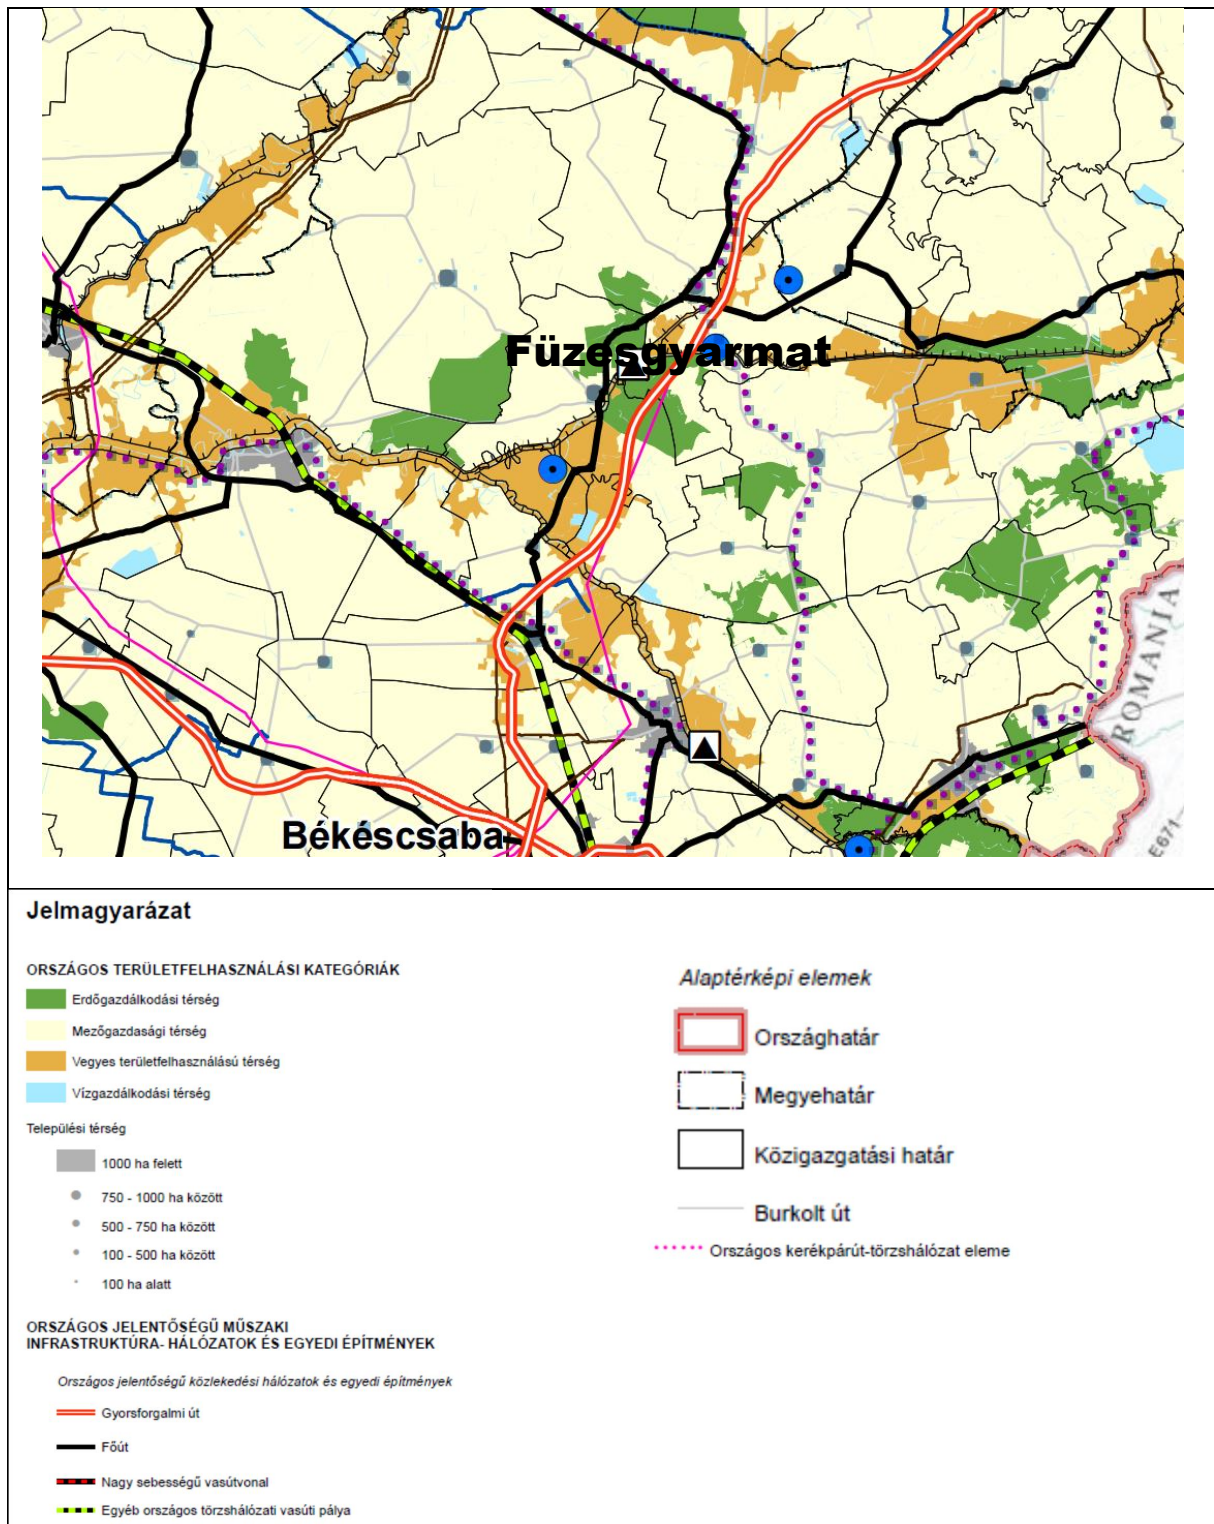 Füzesgyarmat
ROMANIA
Békéscsaba
E671
Jelmagyarázat
ORSZÁGOS TERÜLETFELHASZNÁLÁSI KATEGÓRIÁK
Erdőgazdálkodási térség
Mezőgazdasági térség
Vegyes területfelhasználású térség
Vízgazdálkodási térség
Települési térség
1000 ha felett
750 - 1000 ha között
500 - 750 ha között
100 - 500 ha között
100 ha alatt
ORSZÁGOS JELENTŐSÉGŰ MŰSZAKI
INFRASTRUKTÚRA- HÁLÓZATOK ÉS EGYEDI ÉPÍTMÉNYEK
Országos jelentőségű közlekedési hálózatok és egyedi építmények
Gyorsforgalmi út
Főút
Nagy sebességű vasútvonal
Egyéb országos törzshálózati vasúti pálya
Alaptérképi elemek
Országhatár
Megyehatár
Közigazgatási határ
Burkolt út
Országos kerékpárút-törzshálózat eleme